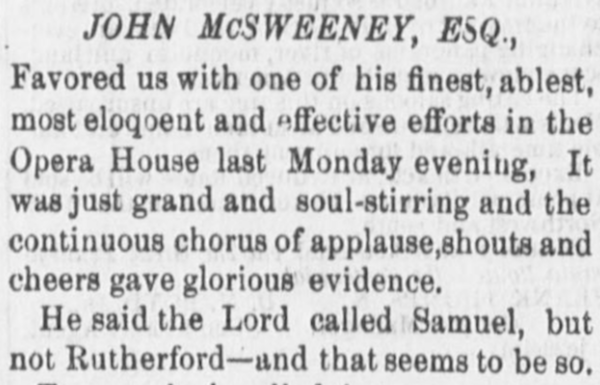 JOHN McSWEENEY, ESQ.,
Favored us with one of his finest, ablest,
most eloqoent and effective efforts in the
Opera House last Monday evening, It
was just grand and soul-stirring and the
continuous chorus of applause,shouts and
cheers gave glorious evidence.
He said the Lord called Samuel, but
not Rutherford—and that seems to be so.